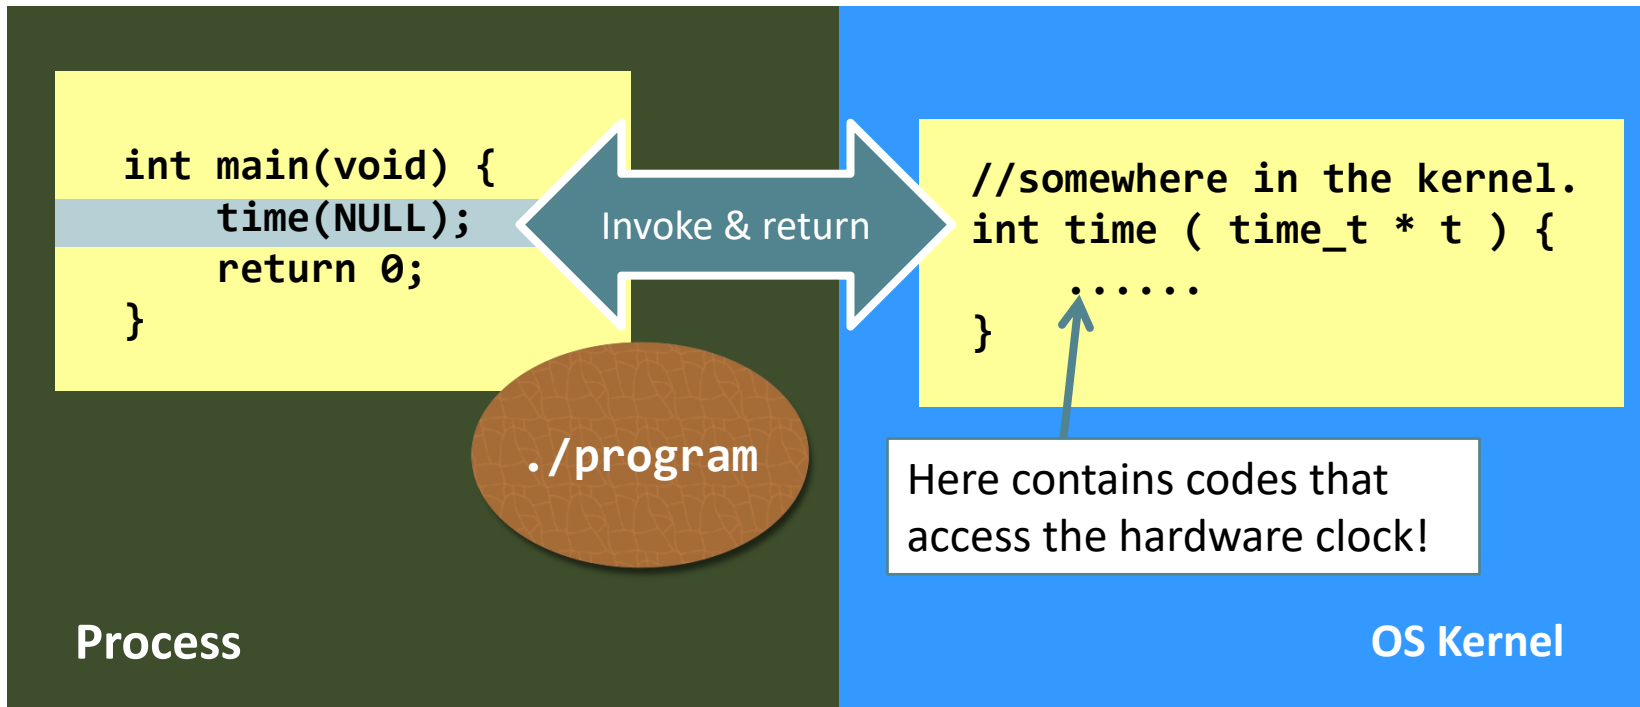 int main(void) {
time(NULL);
return 0;
}
Invoke & return
//somewhere in the kernel.
int time ( time_t * t ) {
......
}
./program
Here contains codes that
access the hardware clock!
Process
OS Kernel